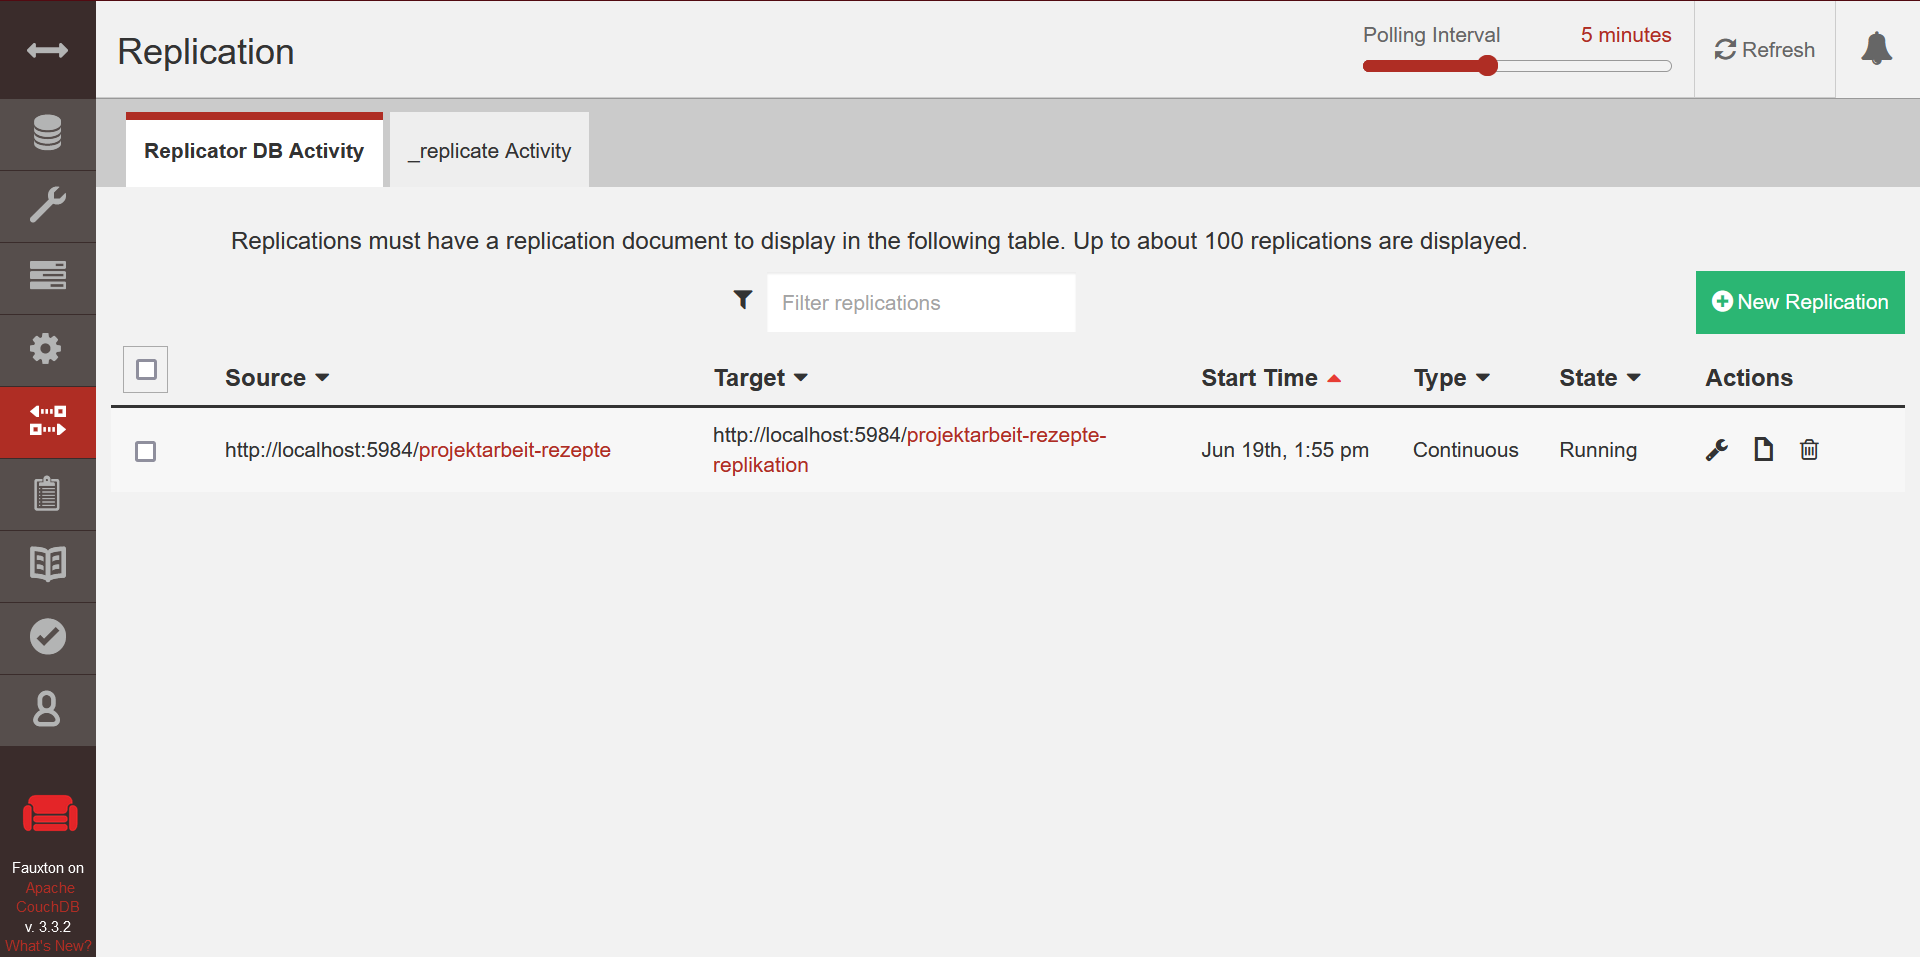 Replication
Polling Interval 5 minutes
Refresh
Replicator DB Activity
_replicate Activity
Replications must have a replication document to display in the following table. Up to about 100 replications are displayed.
Filter replications
New Replication
Source Target Start Time Type State Actions
http://localhost:5984/projektarbeit-rezepte
http://localhost:5984/projektarbeit-rezepte-
replikation
Jun 19th, 1:55 pm
Continuous
Running
Fauxton on
Apache
CouchDB
v. 3.3.2
What's New?